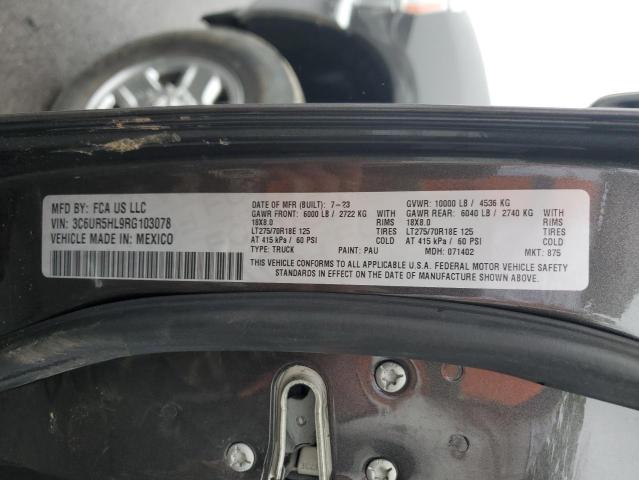 MFD BY: FCA US LLC
VIN: 3C6UR5HL9RG103078
VEHICLE MADE IN: MEXICO
DATE OF MFR (BUILT): 7-23
GAWR FRONT: 6000 LB / 2722 KG
18X8.0 RIMS
LT275/70R18E 125 TIRES
AT 415 kPa / 60 PSI
TYPE: TRUCK PAINT: PAU
GVWR: 10000 LB / 4536 KG
GAWR REAR: 6040 LB / 2740 KG
18X8.0 RIMS
LT275/70R18E 125 TIRES
AT 415 kPa / 60 PSI
MDH: 071402 MKT: 875
THIS VEHICLE CONFORMS TO ALL APPLICABLE U.S.A. FEDERAL MOTOR VEHICLE SAFETY
STANDARDS IN EFFECT ON THE DATE OF MANUFACTURE SHOWN ABOVE.